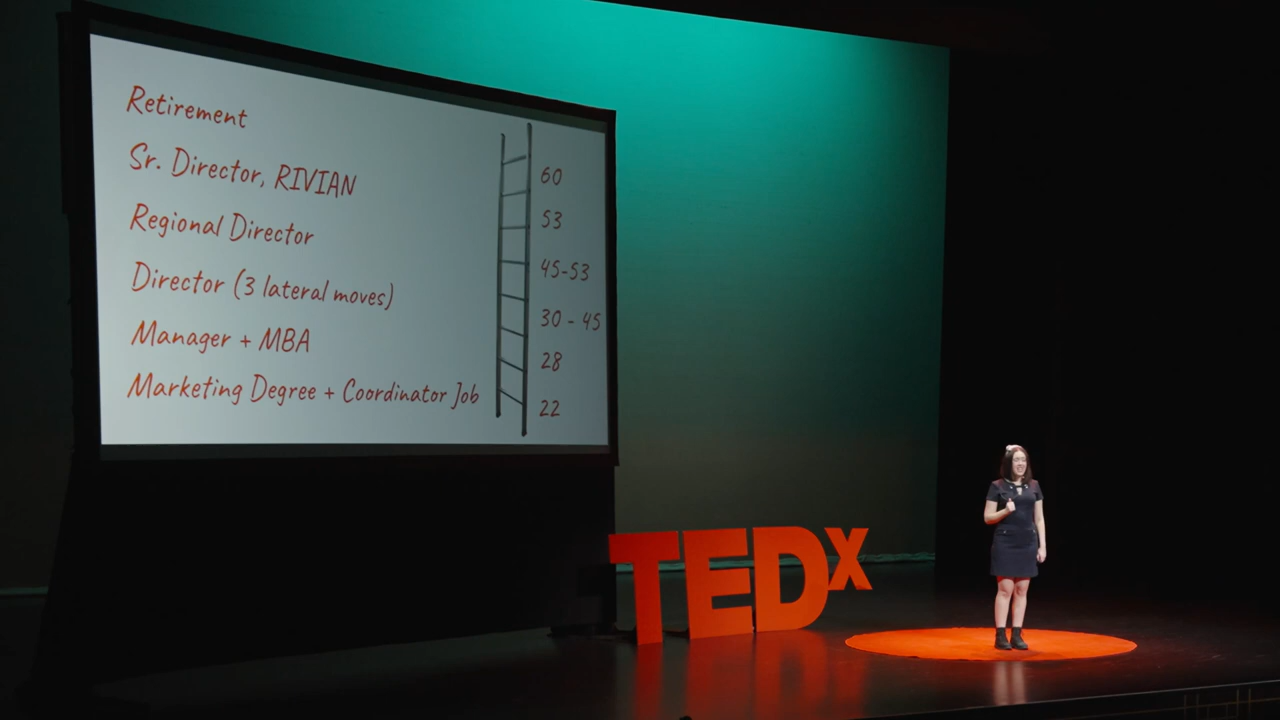 Retirement
60
Sr. Director, RIVIAN
53
Regional Director
45-53
Director (3 lateral moves)
30 - 45
Manager + MBA
28
Marketing Degree + Coordinator Job
22
TEDx